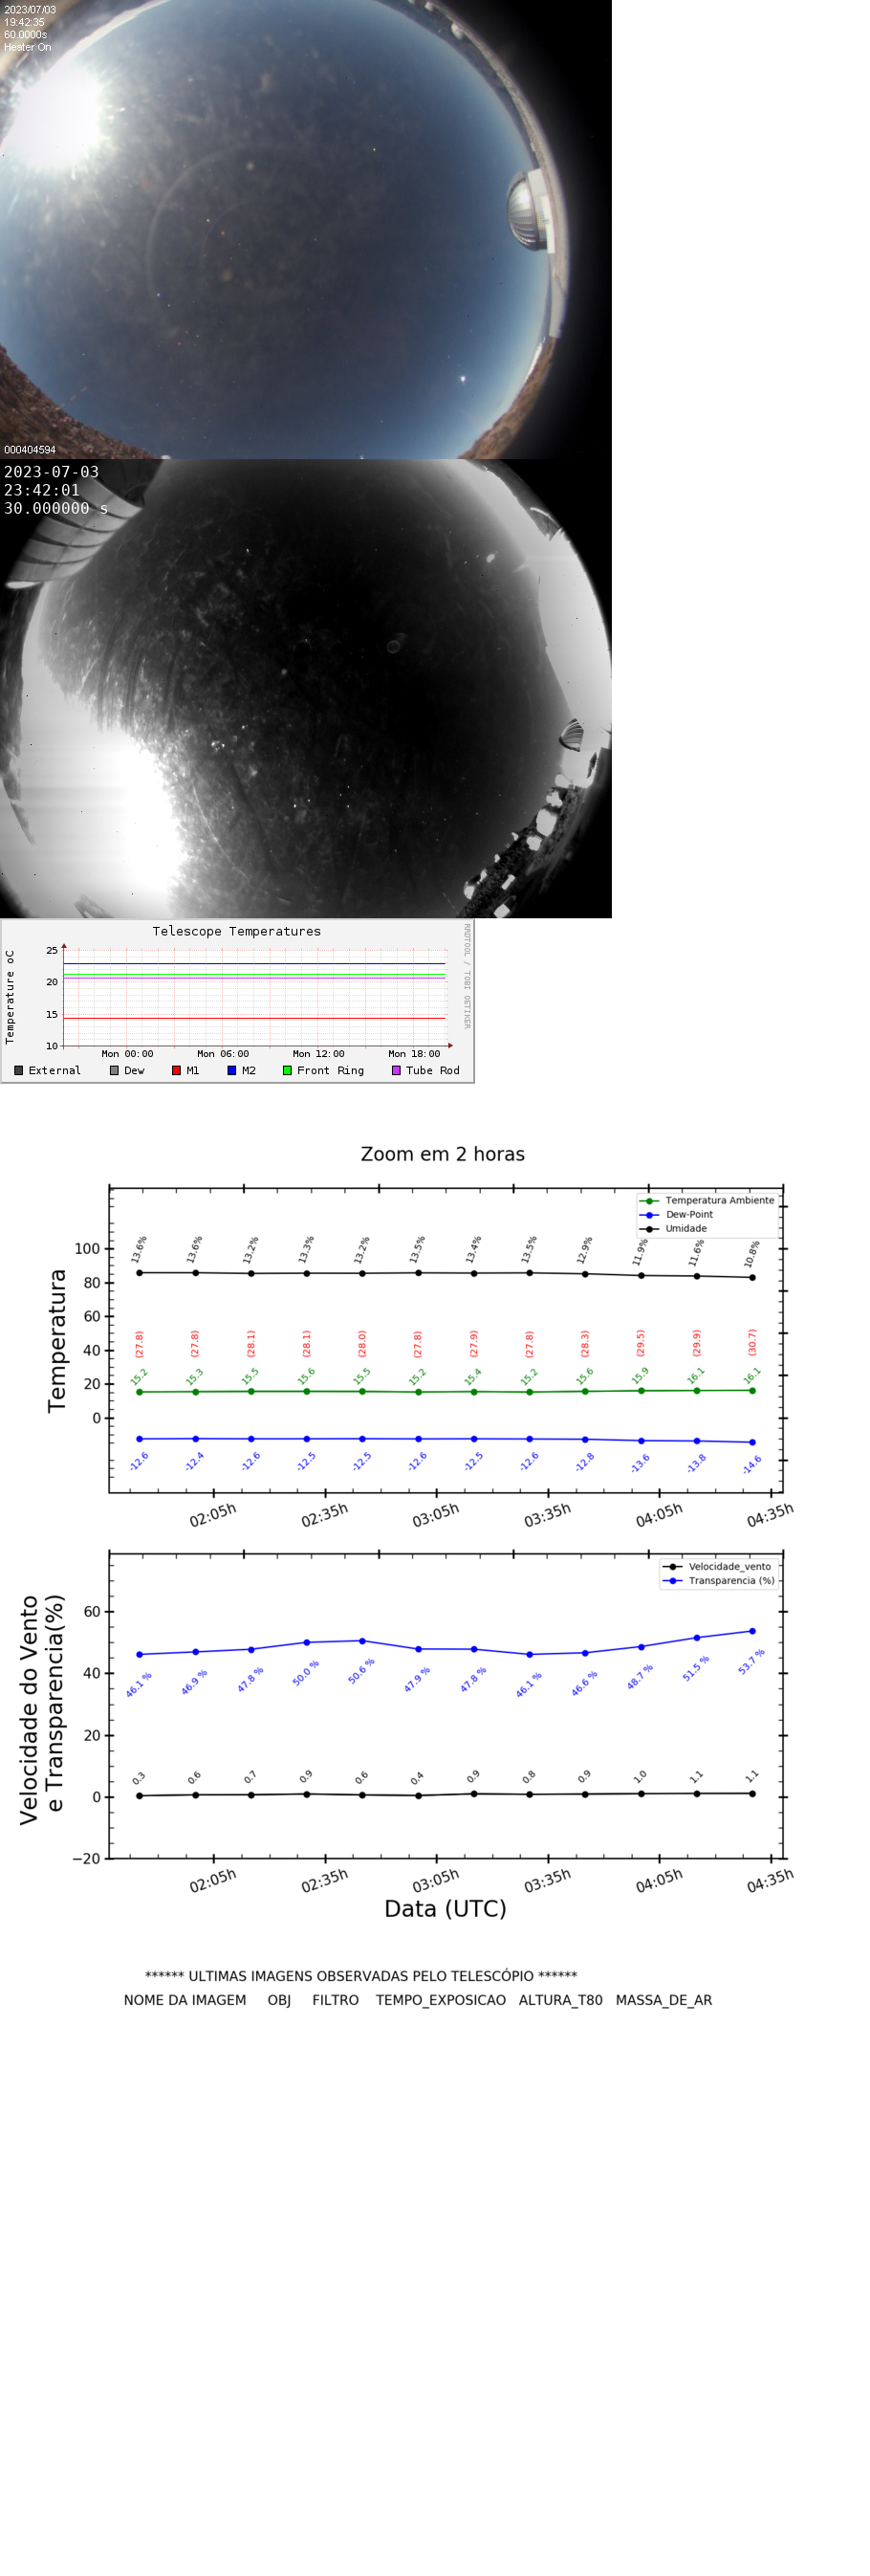 2023/07/03
19:42:35
60.0000s
Heater On
000404594
2023-07-03
23:42:01
30.000000 s
Telescope Temperatures
RRDTOOL / TOBI OETIKER
Temperature oC
25
20
15
10
Mon 00:00 Mon 06:00 Mon 12:00 Mon 18:00
External Dew M1 M2 Front Ring Tube Rod
Zoom em 2 horas
Temperatura
Temperatura Ambiente
Dew-Point
Umidade
100
80
60
40
20
0
13.6% 13.6% 13.2% 13.3% 13.2% 13.5% 13.4% 13.5% 12.9% 11.9% 11.6% 10.8%
(27.8) (27.8) (28.1) (28.1) (28.0) (27.8) (27.9) (27.8) (28.3) (29.5) (29.9) (30.7)
15.2 15.3 15.5 15.6 15.5 15.2 15.4 15.2 15.6 15.9 16.1 16.1
-12.6 -12.4 -12.6 -12.5 -12.5 -12.6 -12.5 -12.6 -12.8 -13.6 -13.8 -14.6
02:05h 02:35h 03:05h 03:35h 04:05h 04:35h
Velocidade do Vento
e Transparencia(%)
Velocidade_vento
Transparencia (%)
60
40
20
0
−20
46.1 % 46.9 % 47.8 % 50.0 % 50.6 % 47.9 % 47.8 % 46.1 % 46.6 % 48.7 % 51.5 % 53.7 %
0.3 0.6 0.7 0.9 0.6 0.4 0.9 0.8 0.9 1.0 1.1 1.1
02:05h 02:35h 03:05h 03:35h 04:05h 04:35h
Data (UTC)
****** ULTIMAS IMAGENS OBSERVADAS PELO TELESCÓPIO ******
NOME DA IMAGEM OBJ FILTRO TEMPO_EXPOSICAO ALTURA_T80 MASSA_DE_AR